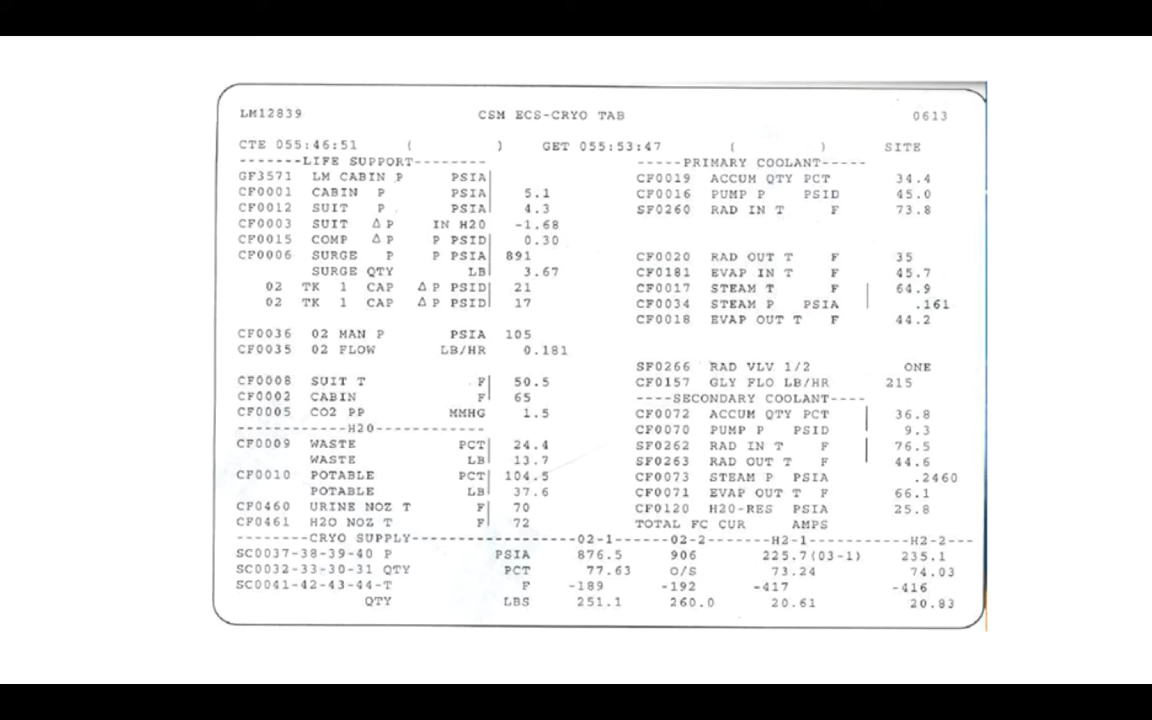 LM12839 CSM ECS-CRYO TAB 0613
CTE 055:46:51 ( ) GET 055:53:47 ( ) SITE
-------LIFE SUPPORT-------- -----PRIMARY COOLANT-----
GF3571 LM CABIN P PSIA CF0019 ACCUM QTY PCT 34.4
CF0001 CABIN P PSIA 5.1 CF0016 PUMP P PSID 45.0
CF0012 SUIT P PSIA 4.3 SF0260 RAD IN T F 73.8
CF0003 SUIT Δ P IN H20 -1.68
CF0015 COMP Δ P P PSID 0.30
CF0006 SURGE P P PSIA 891 CF0020 RAD OUT T F 35
SURGE QTY LB 3.67 CF0181 EVAP IN T F 45.7
02 TK 1 CAP Δ P PSID 21 CF0017 STEAM T F 64.9
02 TK 1 CAP Δ P PSID 17 CF0034 STEAM P PSIA .161
CF0018 EVAP OUT T F 44.2
CF0036 02 MAN P PSIA 105
CF0035 02 FLOW LB/HR 0.181
SF0266 RAD VLV 1/2 ONE
CF0008 SUIT T F 50.5 CF0157 GLY FLO LB/HR 215
CF0002 CABIN F 65 ----SECONDARY COOLANT----
CF0005 CO2 PP MMHG 1.5 CF0072 ACCUM QTY PCT 36.8
------------H20------------ CF0070 PUMP P PSID 9.3
CF0009 WASTE PCT 24.4 SF0262 RAD IN T F 76.5
WASTE LB 13.7 SF0263 RAD OUT T F 44.6
CF0010 POTABLE PCT 104.5 CF0073 STEAM P PSIA .2460
POTABLE LB 37.6 CF0071 EVAP OUT T F 66.1
CF0460 URINE NOZ T F 70 CF0120 H20-RES PSIA 25.8
CF0461 H2O NOZ T F 72 TOTAL FC CUR AMPS
--------CRYO SUPPLY------------------02-1-------02-2-------H2-1------------H2-2---
SC0037-38-39-40 P PSIA 876.5 906 225.7(03-1) 235.1
SC0032-33-30-31 QTY PCT 77.63 O/S 73.24 74.03
SC0041-42-43-44-T F -189 -192 -417 -416
QTY LBS 251.1 260.0 20.61 20.83